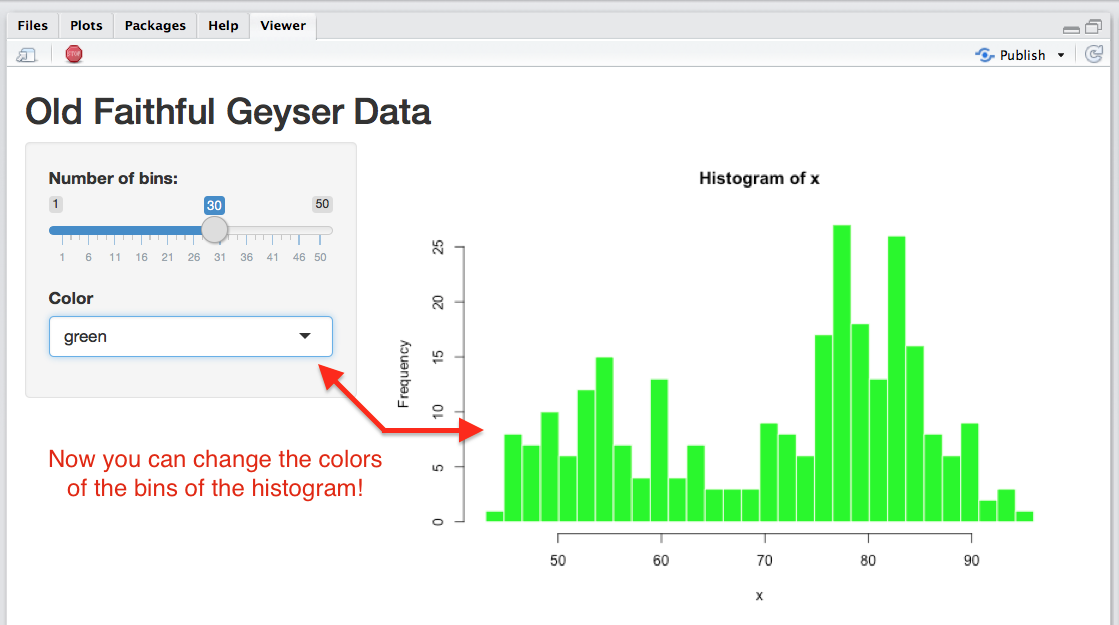 Files Plots Packages Help Viewer
STOP Publish
Old Faithful Geyser Data
Number of bins:
1 30 50
1 6 11 16 21 26 31 36 41 46 50
Color
green
Now you can change the colors
of the bins of the histogram!
Histogram of x
Frequency
25
20
15
10
5
0
50 60 70 80 90
x